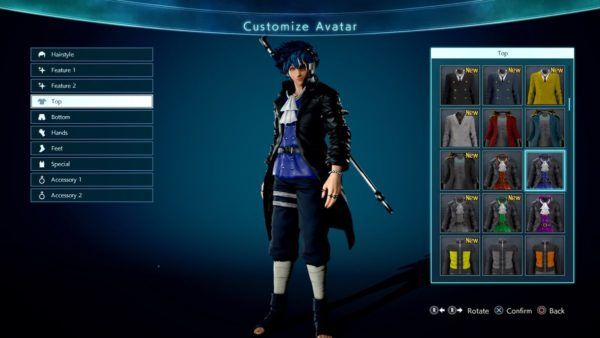 Customize Avatar
Hairstyle
Feature 1
Feature 2
Top
Bottom
Hands
Feet
Special
Accessory 1
Accessory 2
Top
New New New
New
New New
New
New
R R Rotate Confirm Back